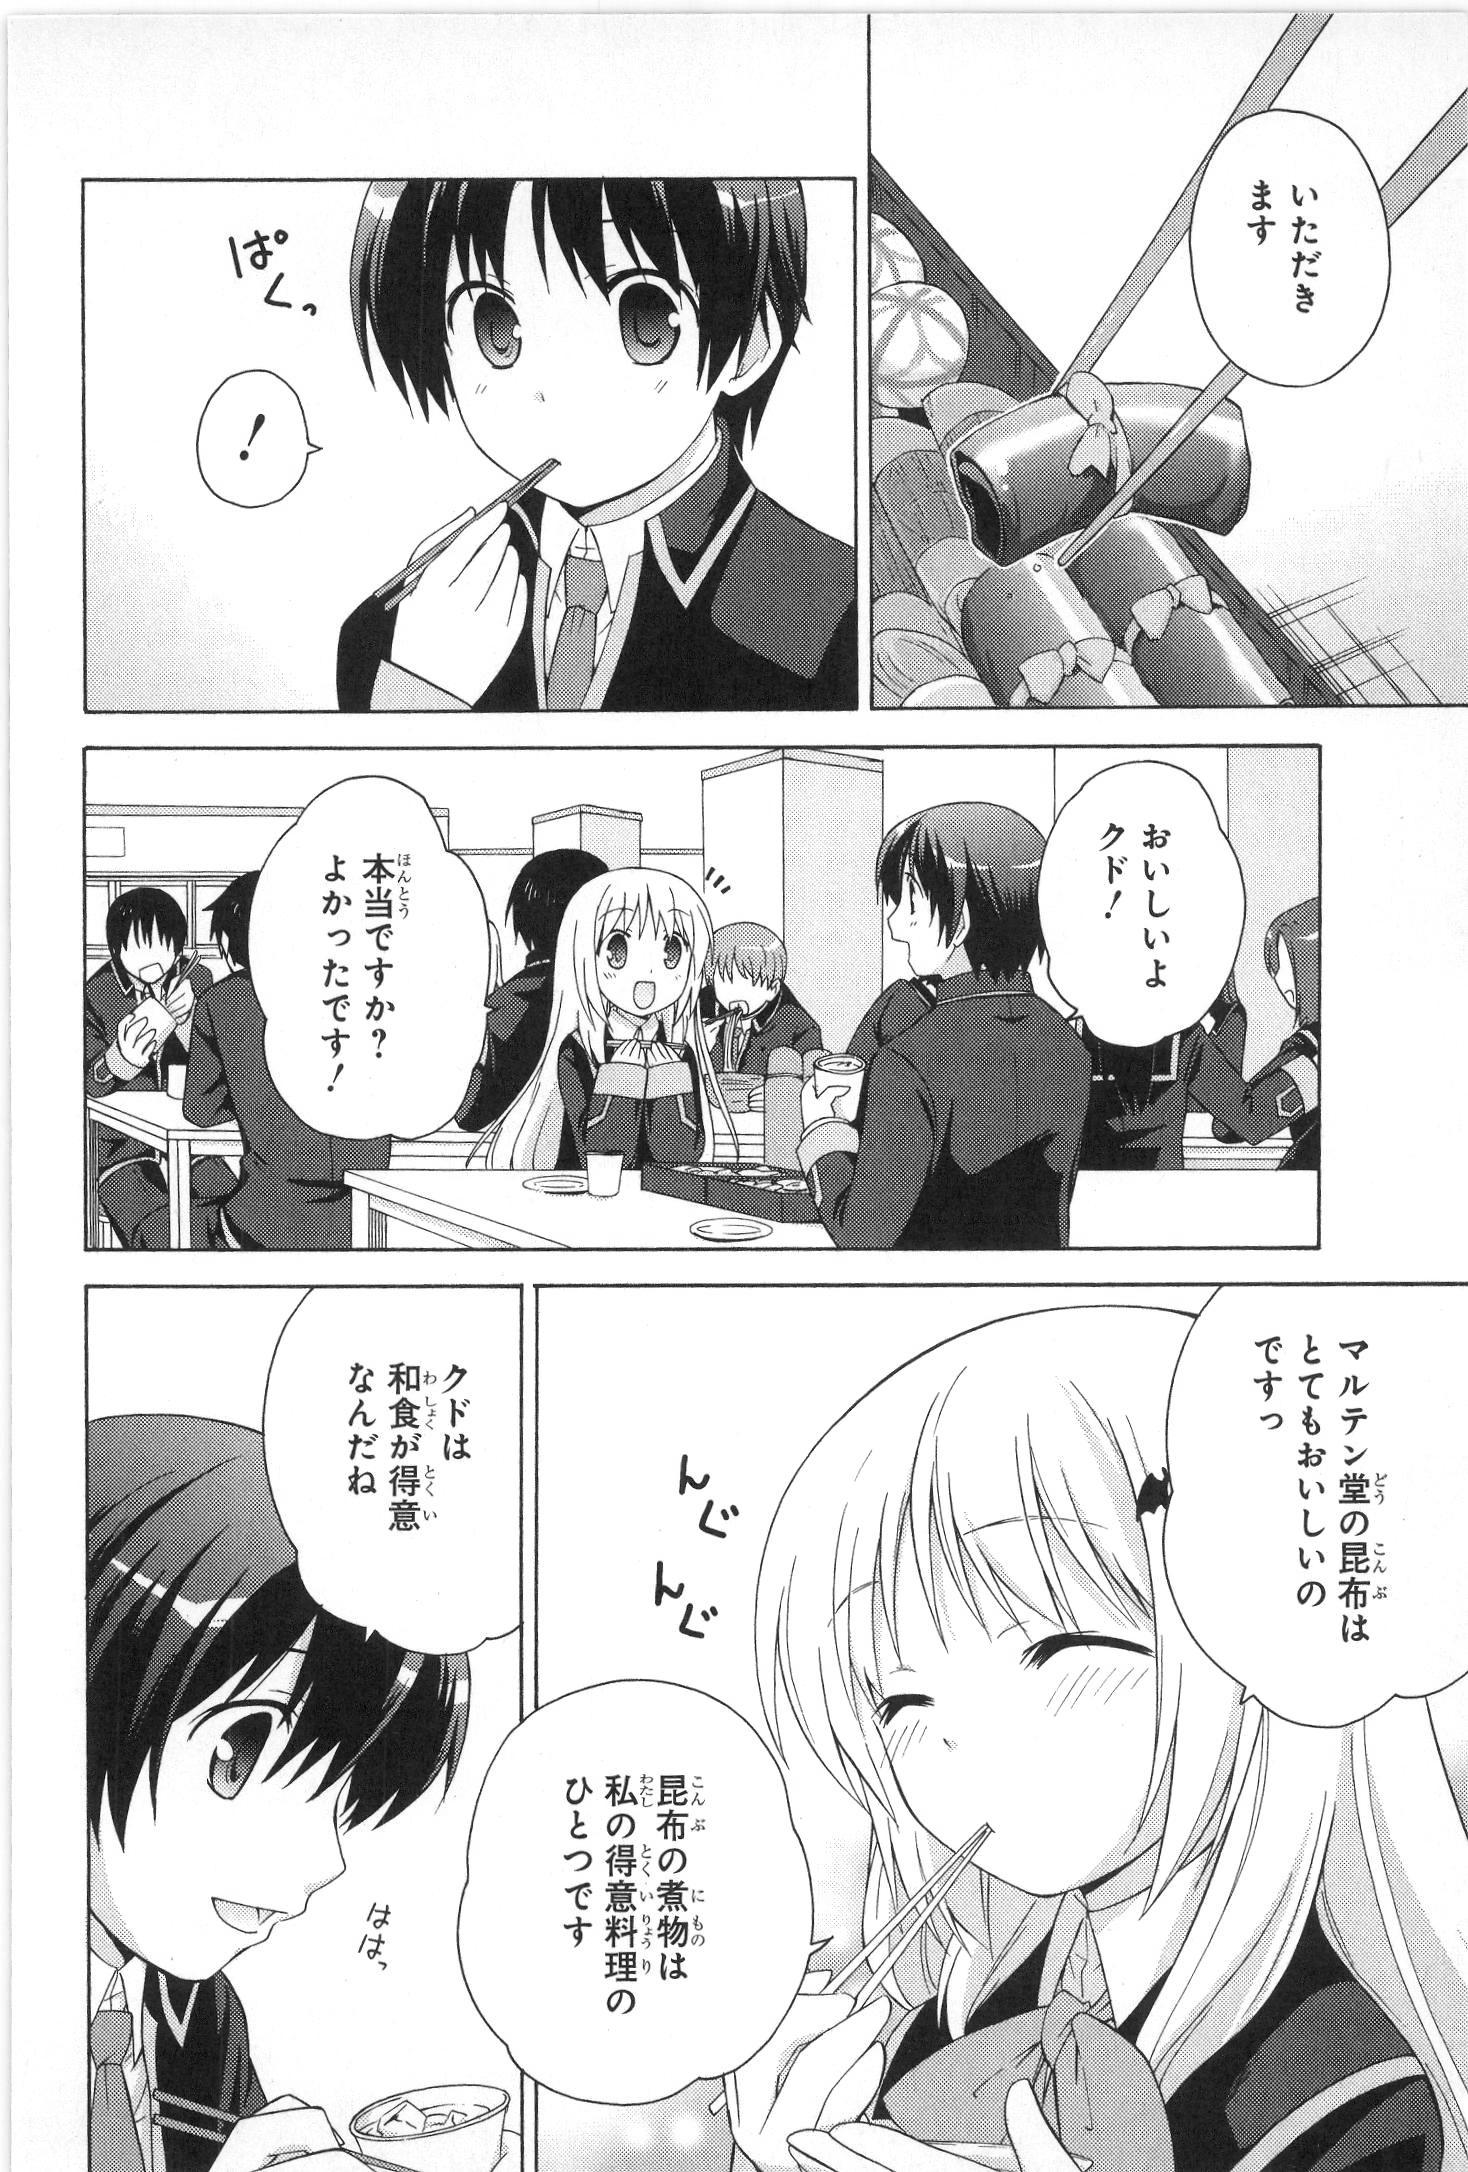 いただき
ます
ぱくっ
！
おいしいよ
クド！
本当ですか？
よかったです！
マルテン堂の昆布は
とてもおいしいの
ですっ
んぐ
んぐ
昆布の煮物は
私の得意料理の
ひとつです
クドは
和食が得意
なんだね
はは
はっ